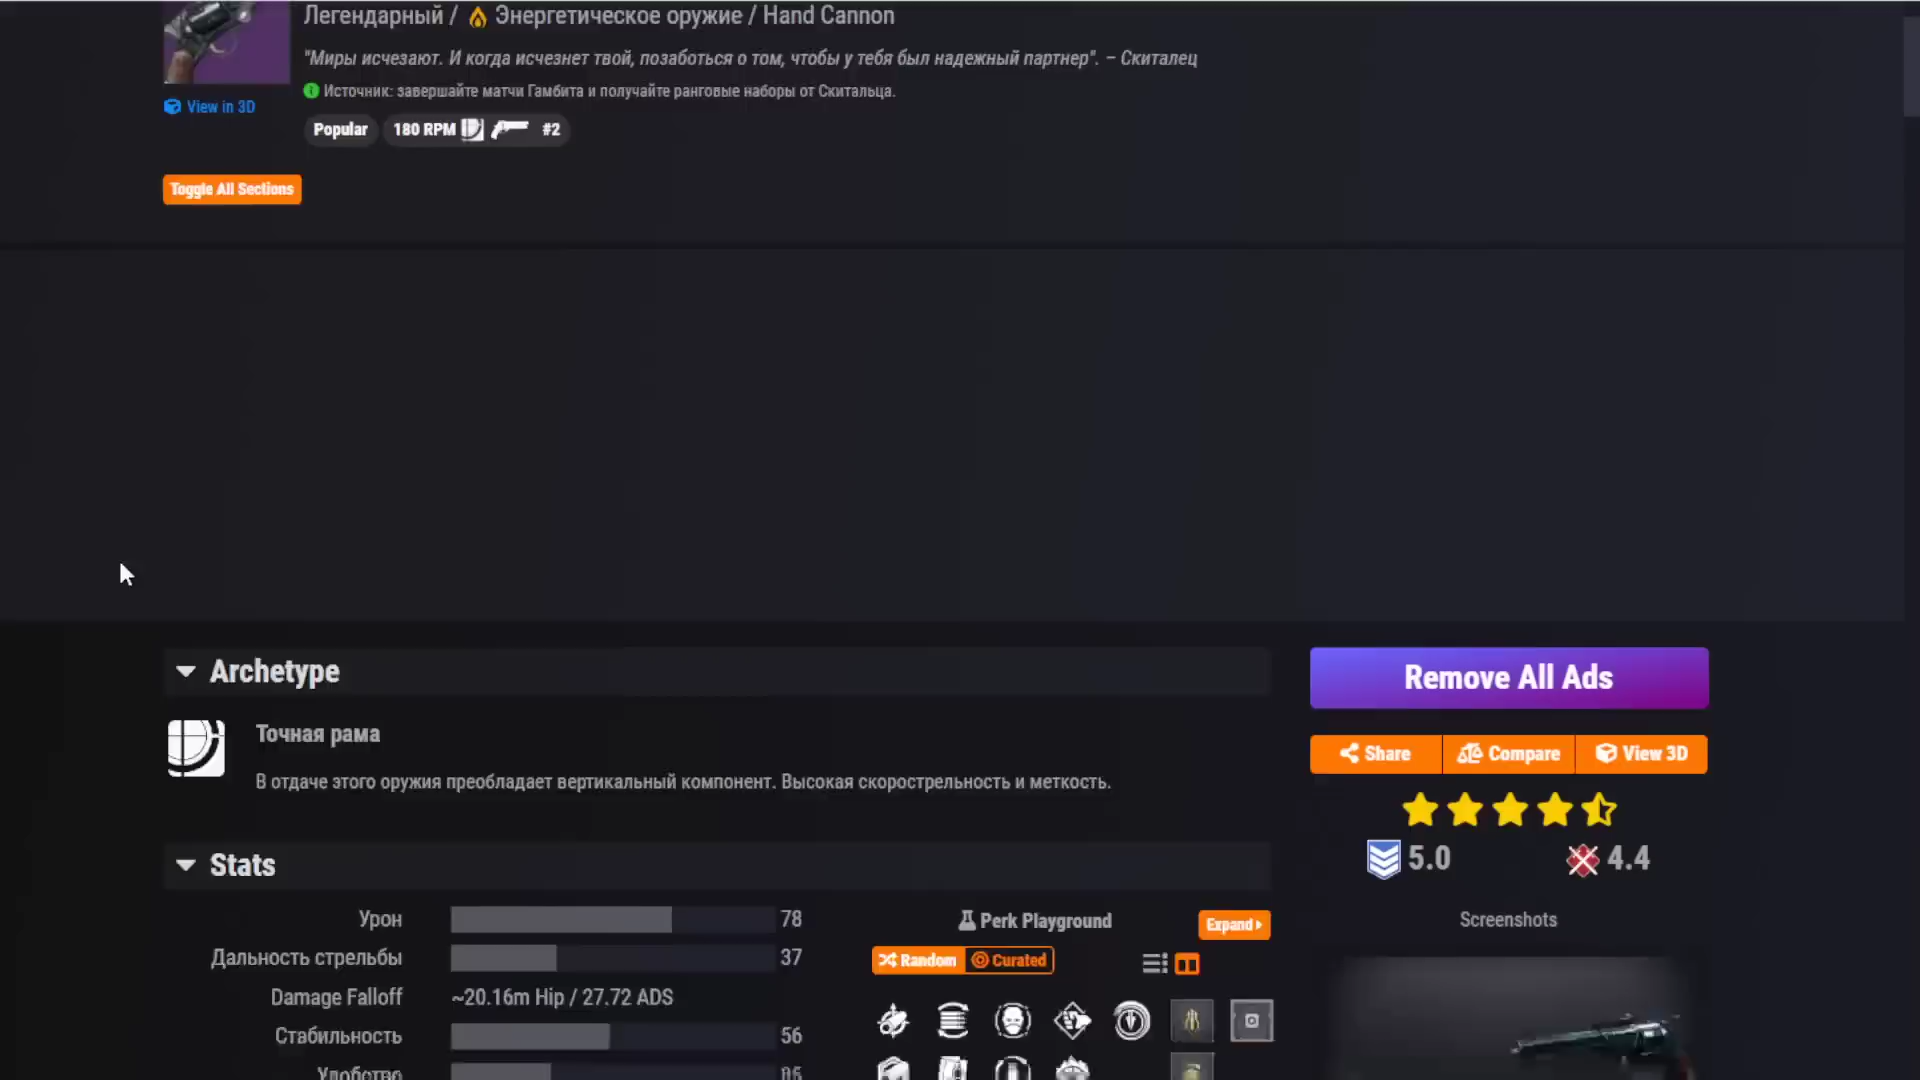 Легендарный / Энергетическое оружие / Hand Cannon
"Миры исчезают. И когда исчезнет твой, позаботься о том, чтобы у тебя был надежный партнер". – Скиталец
View in 3D
Источник: завершайте матчи Гамбита и получайте ранговые наборы от Скитальца.
Popular 180 RPM #2
Toggle All Sections
Archetype
Точная рама
В отдаче этого оружия преобладает вертикальный компонент. Высокая скорострельность и меткость.
Stats
Урон 78
Дальность стрельбы 37
Damage Falloff ~20.16m Hip / 27.72 ADS
Стабильность 56
Удобство
Perk Playground Expand
Random Curated
Remove All Ads
Share Compare View 3D
5.0 4.4
Screenshots